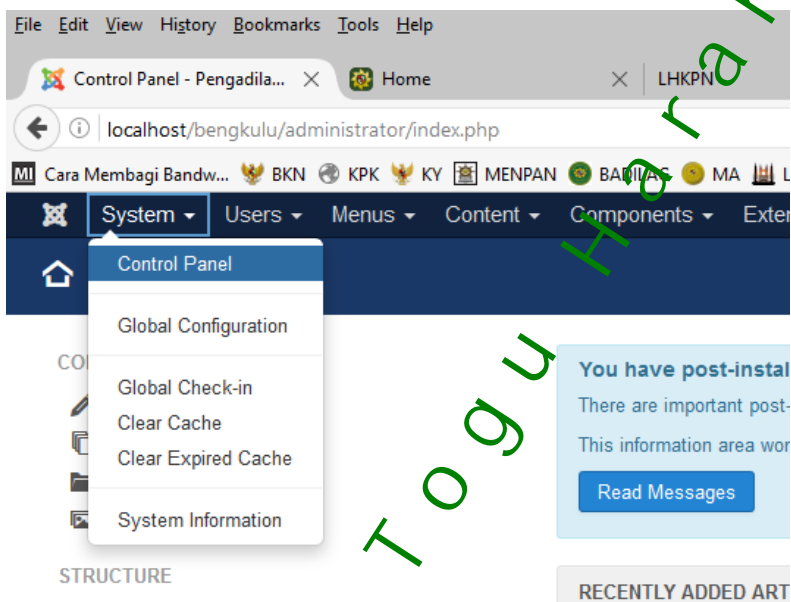 File Edit View History Bookmarks Tools Help
Control Panel - Pengadila... Home LHKPN
localhost/bengkulu/administrator/index.php
MI Cara Membagi Bandw... BKN KPK KY MENPAN BADILAG MA
System Users Menus Content Components
Control Panel
Global Configuration
Global Check-in
Clear Cache
Clear Expired Cache
System Information
STRUCTURE
You have post-instal
There are important post-
This information area wor
Read Messages
RECENTLY ADDED ART
Togu Harah